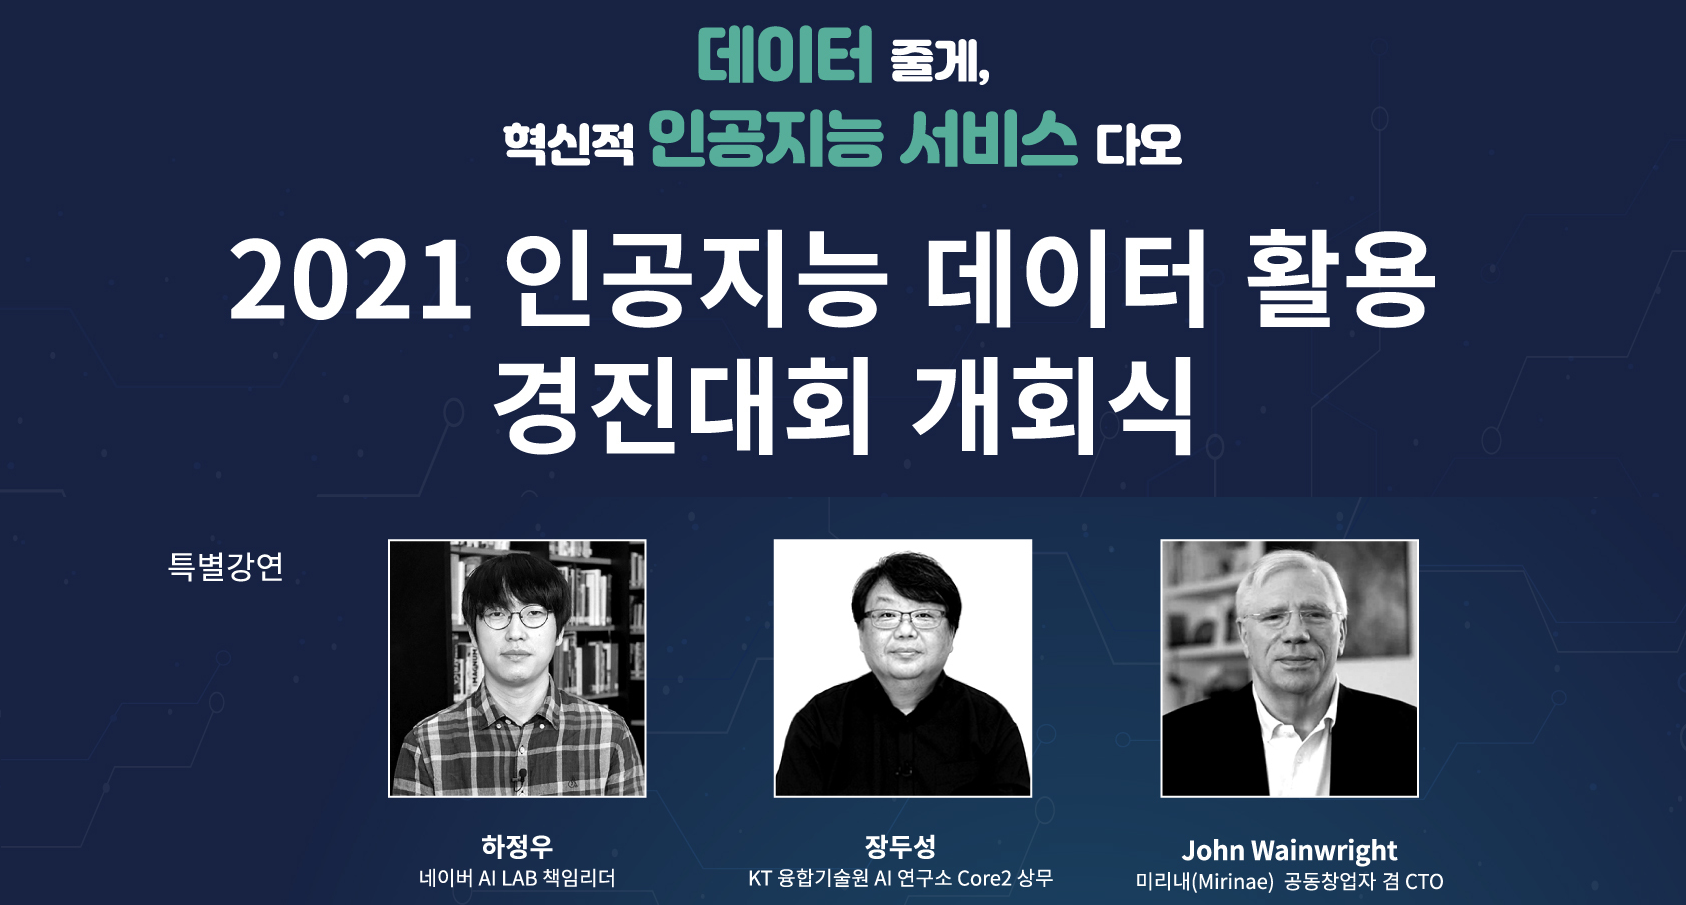 데이터 줄게,
혁신적 인공지능 서비스 다오
2021 인공지능 데이터 활용
경진대회 개회식
특별강연
IMAGNUM
하정우
네이버 AI LAB 책임리더
장두성
KT 융합기술원 AI 연구소 Core2 상무
John Wainwright
미리내(Mirinae) 공동창업자 겸 CTO